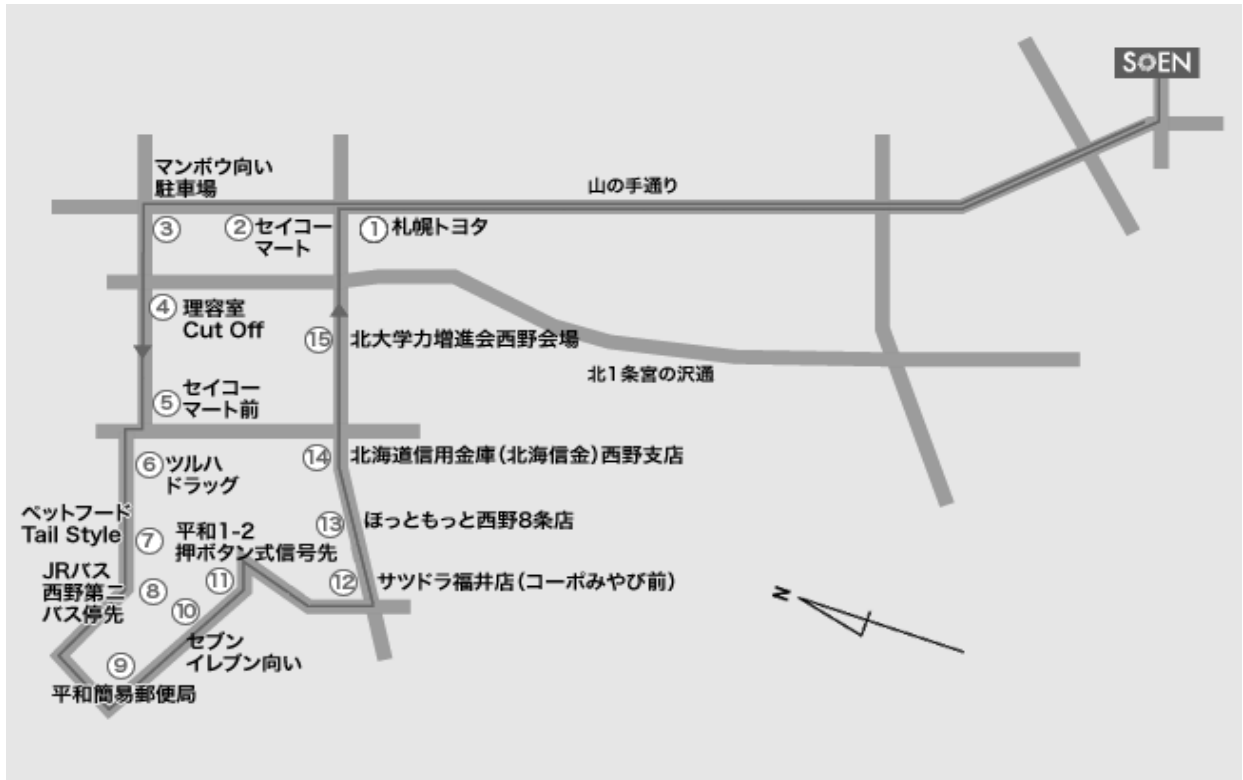 SOEN
マンボウ向い
駐車場
山の手通り
③
②セイコー
マート
①札幌トヨタ
④理容室
Cut Off
⑮北大学力増進会西野会場
北1条宮の沢通
⑤セイコー
マート前
⑭北海道信用金庫(北海信金)西野支店
⑥ツルハ
ドラッグ
ペットフード
Tail Style
⑦
平和1-2
押ボタン式信号先
⑪
⑬ほっともっと西野8条店
JRバス
西野第二
バス停先
⑧
⑫サツドラ福井店(コーポみやび前)
⑩
セブン
イレブン向い
⑨
平和簡易郵便局
N